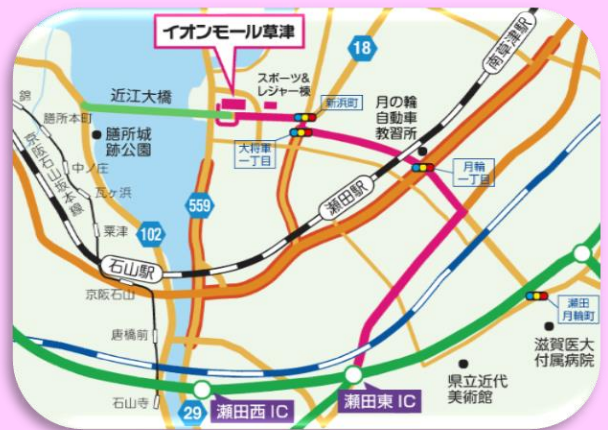 イオンモール草津
18
南草津駅
スポーツ&
レジャー棟
新浜町
月の輪
自動車
教習所
近江大橋
錦
膳所本町
膳所城
跡公園
大将軍
一丁目
月輪
一丁目
中ノ庄
瓦ヶ浜
京阪石山坂本線
瀬田駅
559
粟津
102
石山駅
京阪石山
瀬田
月輪町
唐橋前
滋賀医大
付属病院
県立近代
美術館
石山寺
29
瀬田西IC
瀬田東IC